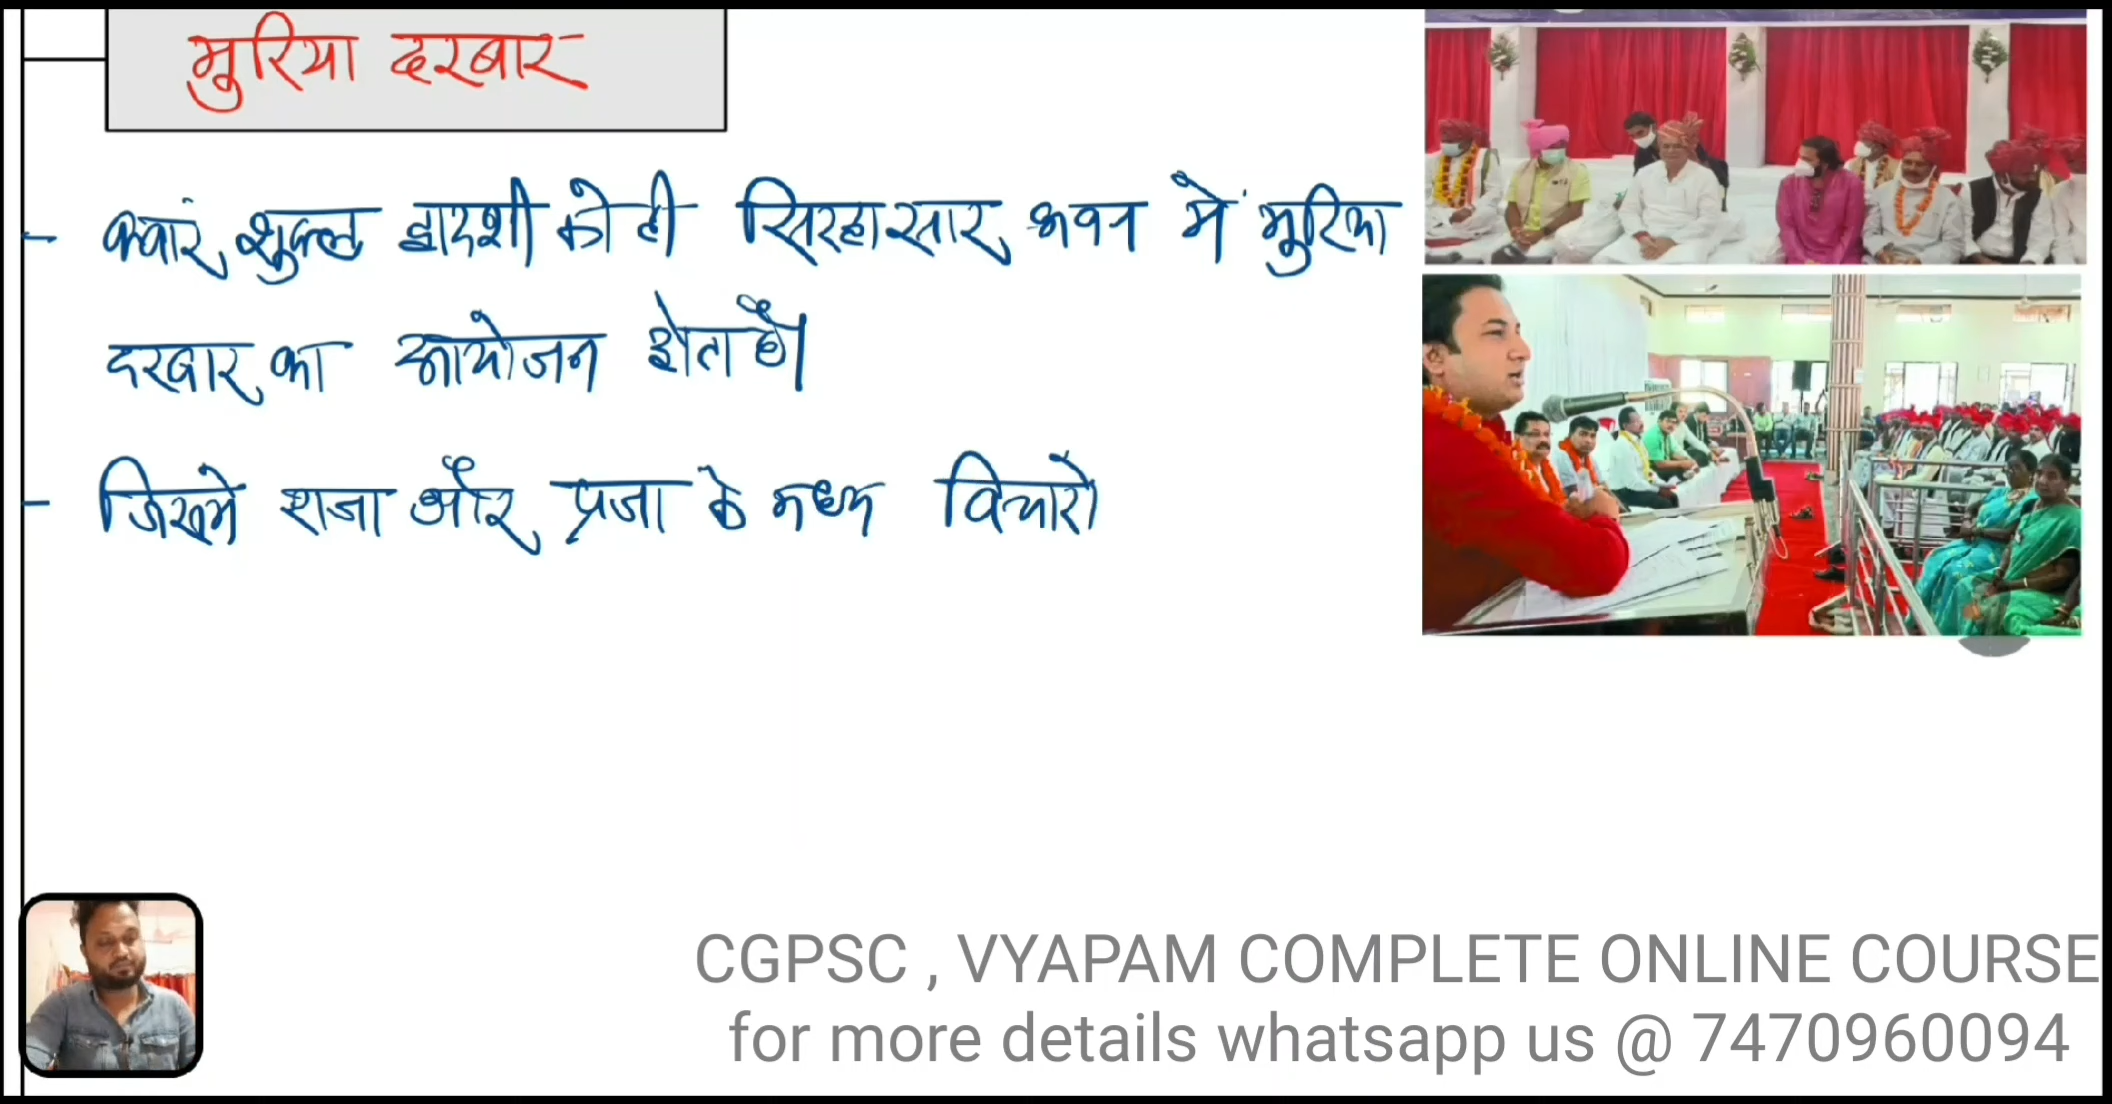 मुरिया दरबार
- क्वांर शुक्ल द्वादशी को ही सिरहासार भवन में मुरिया
दरबार का आयोजन होता है।
- जिसमे राजा और प्रजा के मध्य विचारो
CGPSC , VYAPAM COMPLETE ONLINE COURSE
for more details whatsapp us @ 7470960094